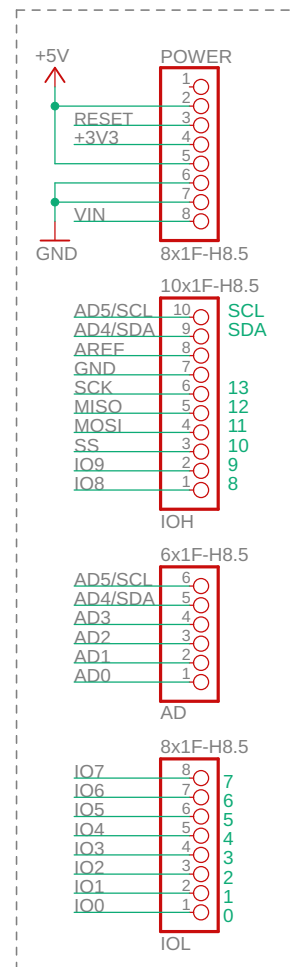 +5V
POWER
1
2
RESET 3
+3V3 4
5
6
7
VIN 8
GND
8x1F-H8.5
10x1F-H8.5
AD5/SCL 10 SCL
AD4/SDA 9 SDA
AREF 8
GND 7
SCK 6 13
MISO 5 12
MOSI 4 11
SS 3 10
IO9 2 9
IO8 1 8
IOH
6x1F-H8.5
AD5/SCL 6
AD4/SDA 5
AD3 4
AD2 3
AD1 2
AD0 1
AD
8x1F-H8.5
IO7 8 7
IO6 7 6
IO5 6 5
IO4 5 4
IO3 4 3
IO2 3 2
IO1 2 1
IO0 1 0
IOL